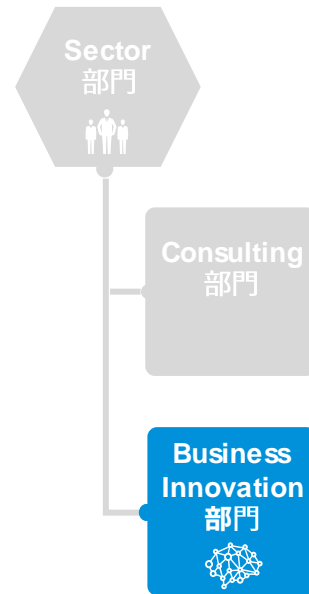 Sector
部門
Consulting
部門
Business
Innovation
部門